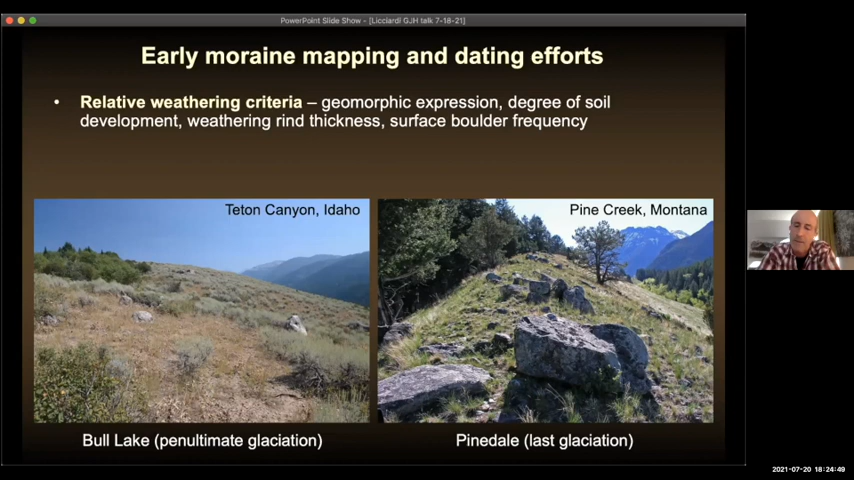 PowerPoint Slide Show - [Licciardi GJH talk 7-18-21]
Early moraine mapping and dating efforts
• Relative weathering criteria – geomorphic expression, degree of soil
development, weathering rind thickness, surface boulder frequency
Teton Canyon, Idaho
Pine Creek, Montana
Bull Lake (penultimate glaciation)
Pinedale (last glaciation)
2021-07-20 18:24:49